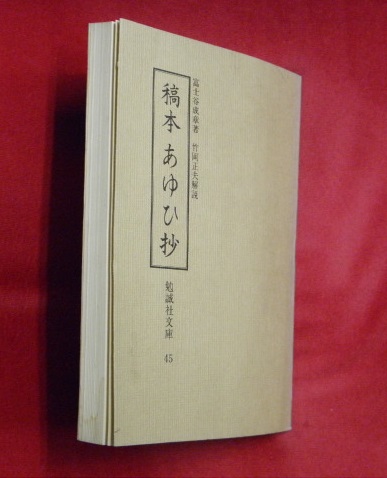 富士谷成章著 竹岡正夫解説
稿本あゆひ抄
勉誠社文庫 45